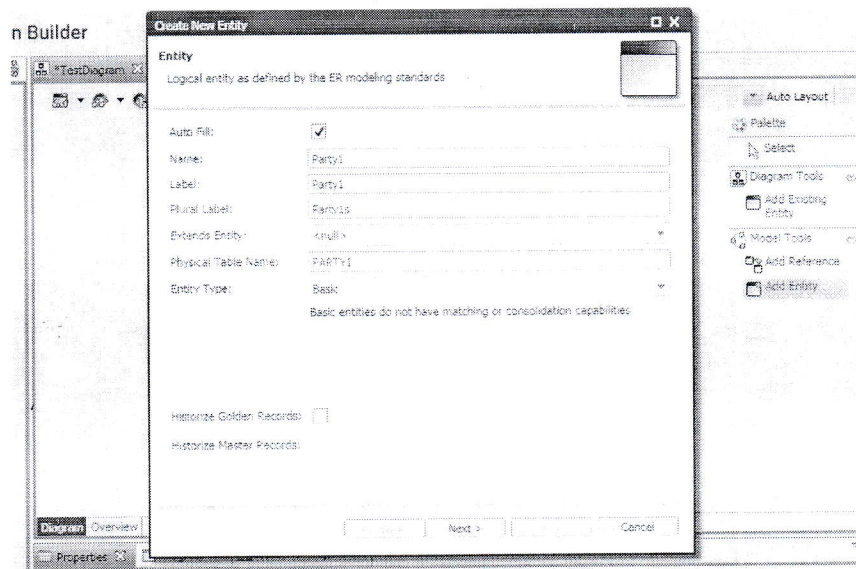 n Builder
*TestDiagram
Create New Entity
Entity
Logical entity as defined by the ER modeling standards
Auto Fill:
Name: Party1
Label: Party1
Plural Label: Party1s
Extends Entity: <null>
Physical Table Name: PARTY1
Entity Type: Basic
Basic entities do not have matching or consolidation capabilities
Historize Golden Records:
Historize Master Records:
Next >
Cancel
Auto Layout
Palette
Select
Diagram Tools
Add Existing
Entity
Model Tools
Add Reference
Add Entity
Diagram Overview
Properties